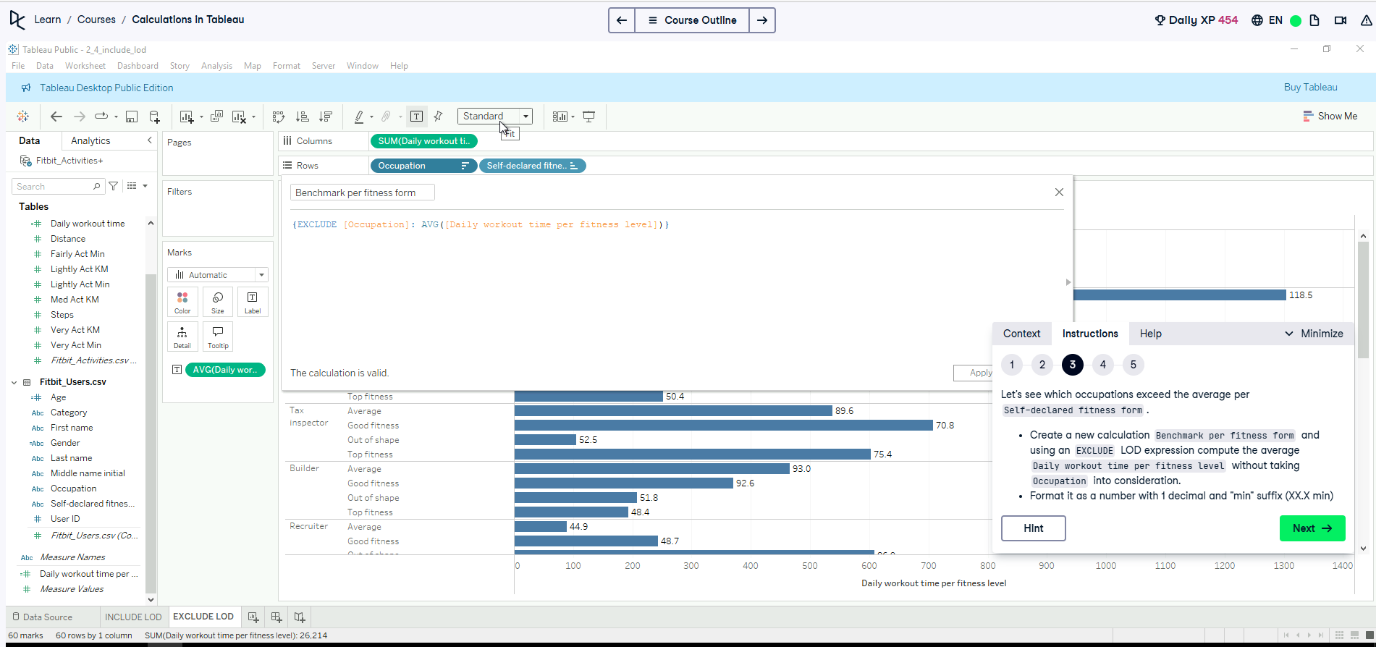 Learn / Courses / Calculations in Tableau
Course Outline
Daily XP 454
EN
Tableau Public - 2_4_include_lod
File Data Worksheet Dashboard Story Analysis Map Format Server Window Help
Tableau Desktop Public Edition
Buy Tableau
Standard
Fit
Show Me
Data Analytics
Fitbit_Activities+
Search
Tables
Daily workout time
Distance
Fairly Act Min
Lightly Act KM
Lightly Act Min
Med Act KM
Steps
Very Act KM
Very Act Min
Fitbit_Activities.csv ...
Fitbit_Users.csv
Age
Abc Category
Abc First name
Abc Gender
Abc Last name
Abc Middle name initial
Abc Occupation
Abc Self-declared fitnes...
User ID
Fitbit_Users.csv (Co...
Abc Measure Names
Daily workout time per ...
Measure Values
Pages
Filters
Marks
Automatic
Color Size Label
Detail Tooltip
AVG(Daily wor..
Columns
SUM(Daily workout ti..
Rows
Occupation
Self-declared fitne..
Benchmark per fitness form
{EXCLUDE [Occupation]: AVG([Daily workout time per fitness level])}
The calculation is valid.
Apply
118.5
Top fitness 50.4
Tax inspector
Average 89.6
Good fitness 70.8
Out of shape 52.5
Top fitness 75.4
Builder
Average 93.0
Good fitness 92.6
Out of shape 51.8
Top fitness 48.4
Recruiter
Average 44.9
Good fitness 48.7
Out of shape
0 100 200 300 400 500 600 700 800 900 1000 1100 1200 1300 1400
Daily workout time per fitness level
Context Instructions Help
Minimize
1 2 3 4 5
Let's see which occupations exceed the average per
Self-declared fitness form .
• Create a new calculation Benchmark per fitness form and
using an EXCLUDE LOD expression compute the average
Daily workout time per fitness level without taking
Occupation into consideration.
• Format it as a number with 1 decimal and "min" suffix (XX.X min)
Hint
Next
Data Source
INCLUDE LOD
EXCLUDE LOD
60 marks 60 rows by 1 column SUM(Daily workout time per fitness level): 26,214